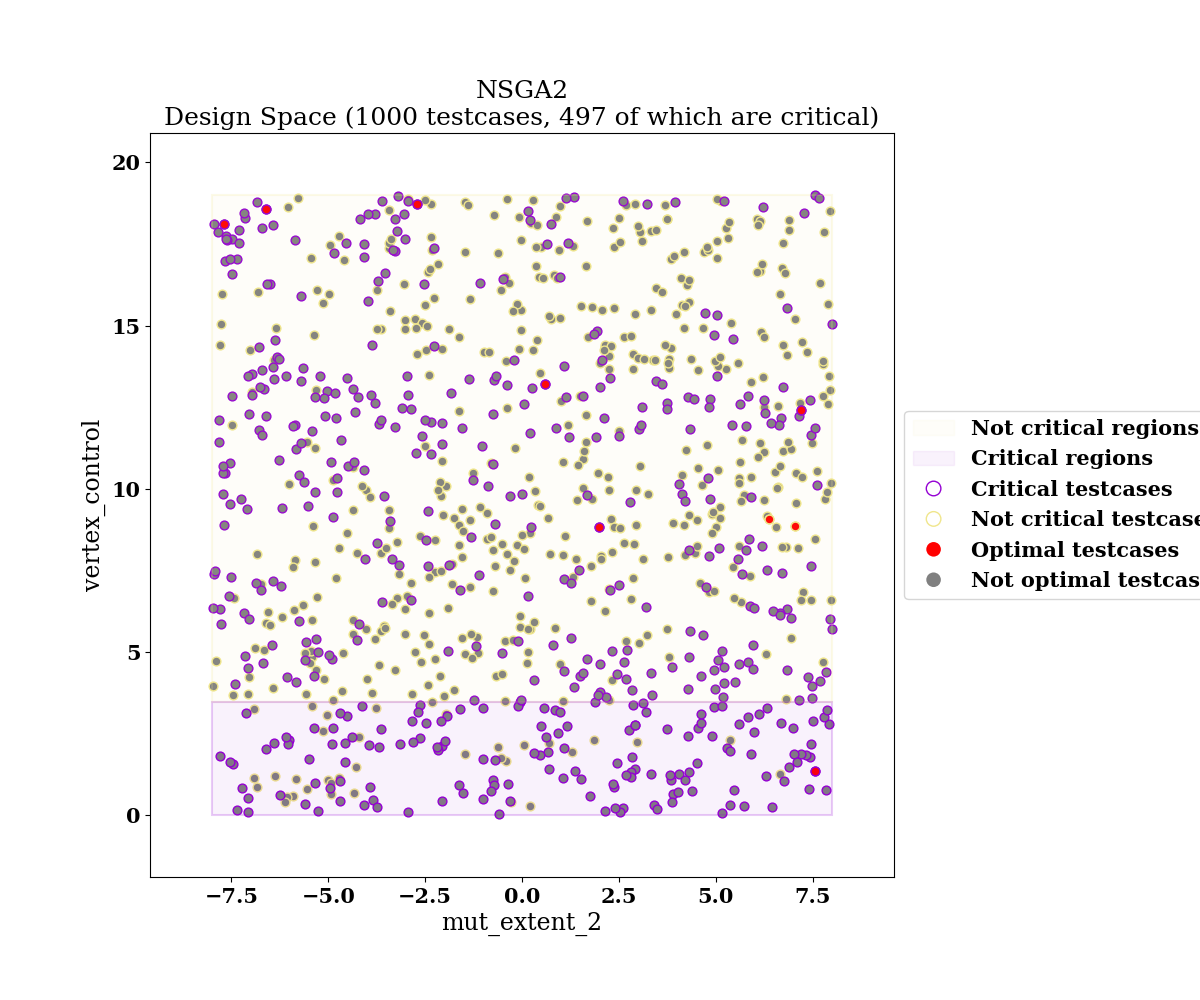 NSGA2
Design Space (1000 testcases, 497 of which are critical)
20
15
10
5
0
vertex_control
−7.5 −5.0 −2.5 0.0 2.5 5.0 7.5
mut_extent_2
Not critical regions
Critical regions
Critical testcases
Not critical testcase
Optimal testcases
Not optimal testcas